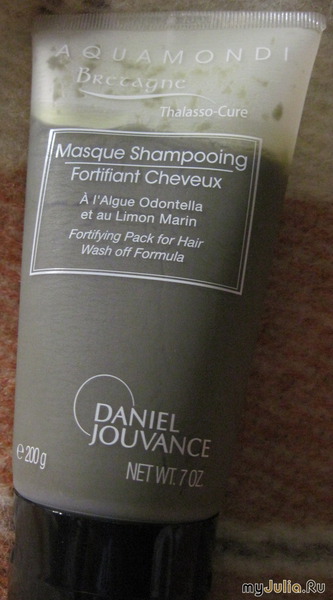 AQUAMONDI
BRETAGNE
Thalasso-Cure
Masque Shampooing
Fortifiant Cheveux
À l'Algue Odontella
et au Limon Marin
Fortifying Pack for Hair
Wash off Formula
DANIEL
JOUVANCE
e 200 g
NET WT. 7 OZ.
myJulia.Ru